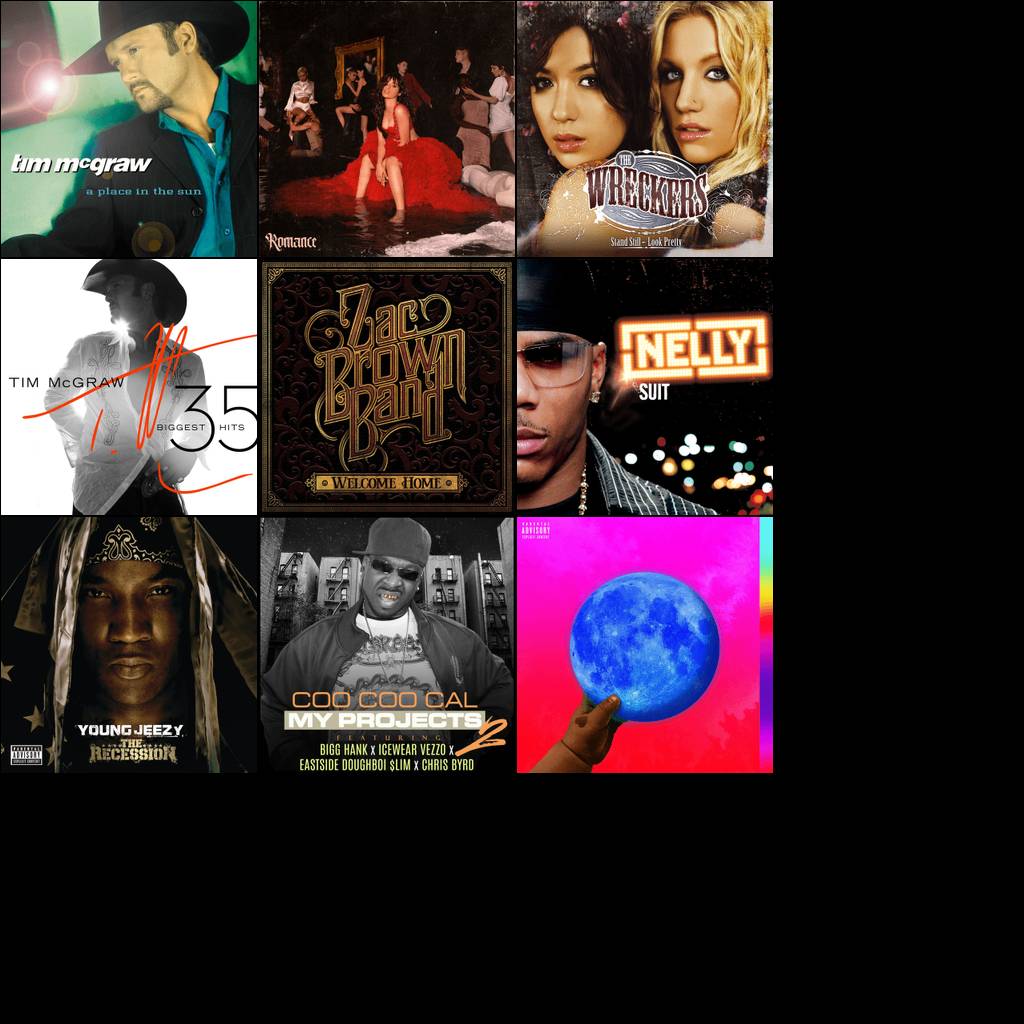 tim mcgraw
a place in the sun
Romance
THE
WRECKERS
Stand Still – Look Pretty
TIM McGRAW
35
BIGGEST HITS
Zac
Brown
Band
WELCOME HOME
NELLY
SUIT
YOUNG JEEZY
THE
RECESSION
PARENTAL
ADVISORY
EXPLICIT CONTENT
COO COO CAL
MY PROJECTS
2
FEATURING
BIGG HANK x ICEWEAR VEZZO x
EASTSIDE DOUGHBOI $LIM x CHRIS BYRD
PARENTAL
ADVISORY
EXPLICIT CONTENT